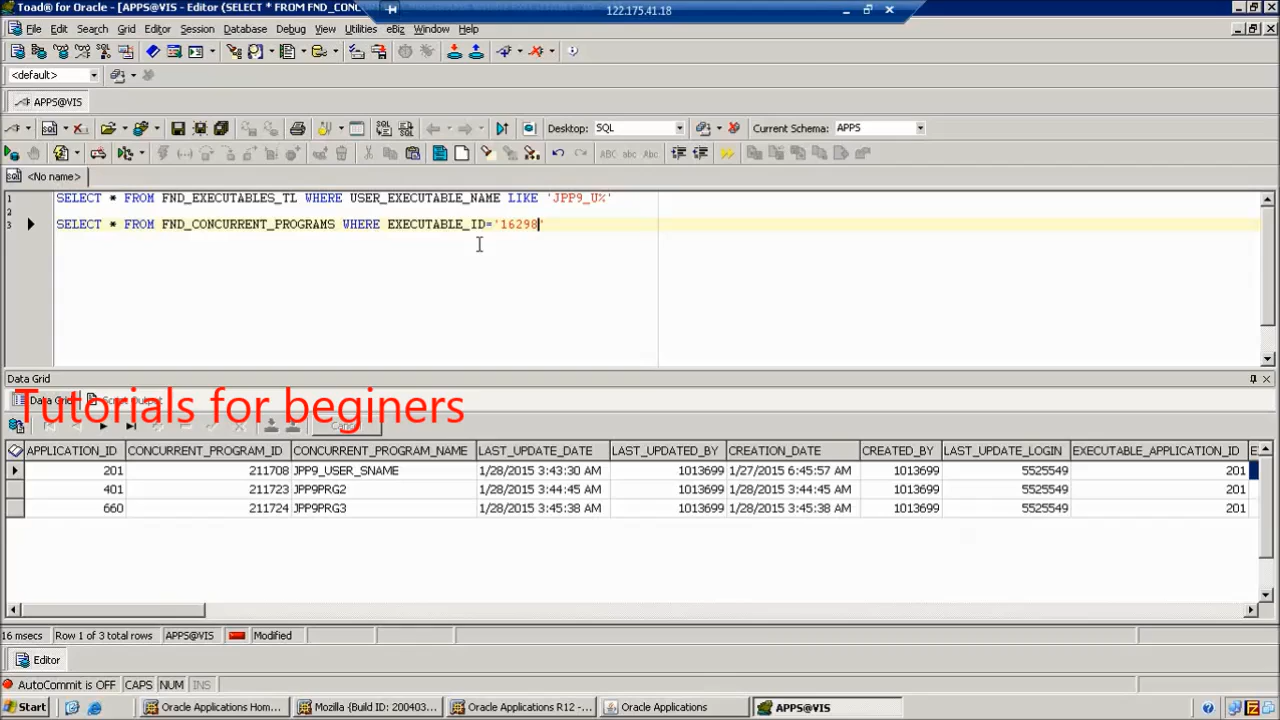 Toad® for Oracle - [APPS@VIS - Editor (SELECT * FROM FND_CONCU
122.175.41.18
File Edit Search Grid Editor Session Database Debug View Utilities eBiz Window Help
<default>
APPS@VIS
Desktop: SQL Current Schema: APPS
(No name)
1 SELECT * FROM FND_EXECUTABLES_TL WHERE USER_EXECUTABLE_NAME LIKE 'JPP9_U%'
2
3 SELECT * FROM FND_CONCURRENT_PROGRAMS WHERE EXECUTABLE_ID='16298'
Data Grid
Tutorials for beginers
APPLICATION_ID CONCURRENT_PROGRAM_ID CONCURRENT_PROGRAM_NAME LAST_UPDATE_DATE LAST_UPDATED_BY CREATION_DATE CREATED_BY LAST_UPDATE_LOGIN EXECUTABLE_APPLICATION_ID E
201 211708 JPP9_USER_SNAME 1/28/2015 3:43:30 AM 1013699 1/27/2015 6:45:57 AM 1013699 5525549 201
401 211723 JPP9PRG2 1/28/2015 3:44:45 AM 1013699 1/28/2015 3:44:45 AM 1013699 5525549 201
660 211724 JPP9PRG3 1/28/2015 3:45:38 AM 1013699 1/28/2015 3:45:38 AM 1013699 5525549 201
16 msecs Row 1 of 3 total rows APPS@VIS Modified
Editor
AutoCommit is OFF CAPS NUM INS
Start Oracle Applications Hom... Mozilla {Build ID: 200403... Oracle Applications R12 -... Oracle Applications APPS@VIS